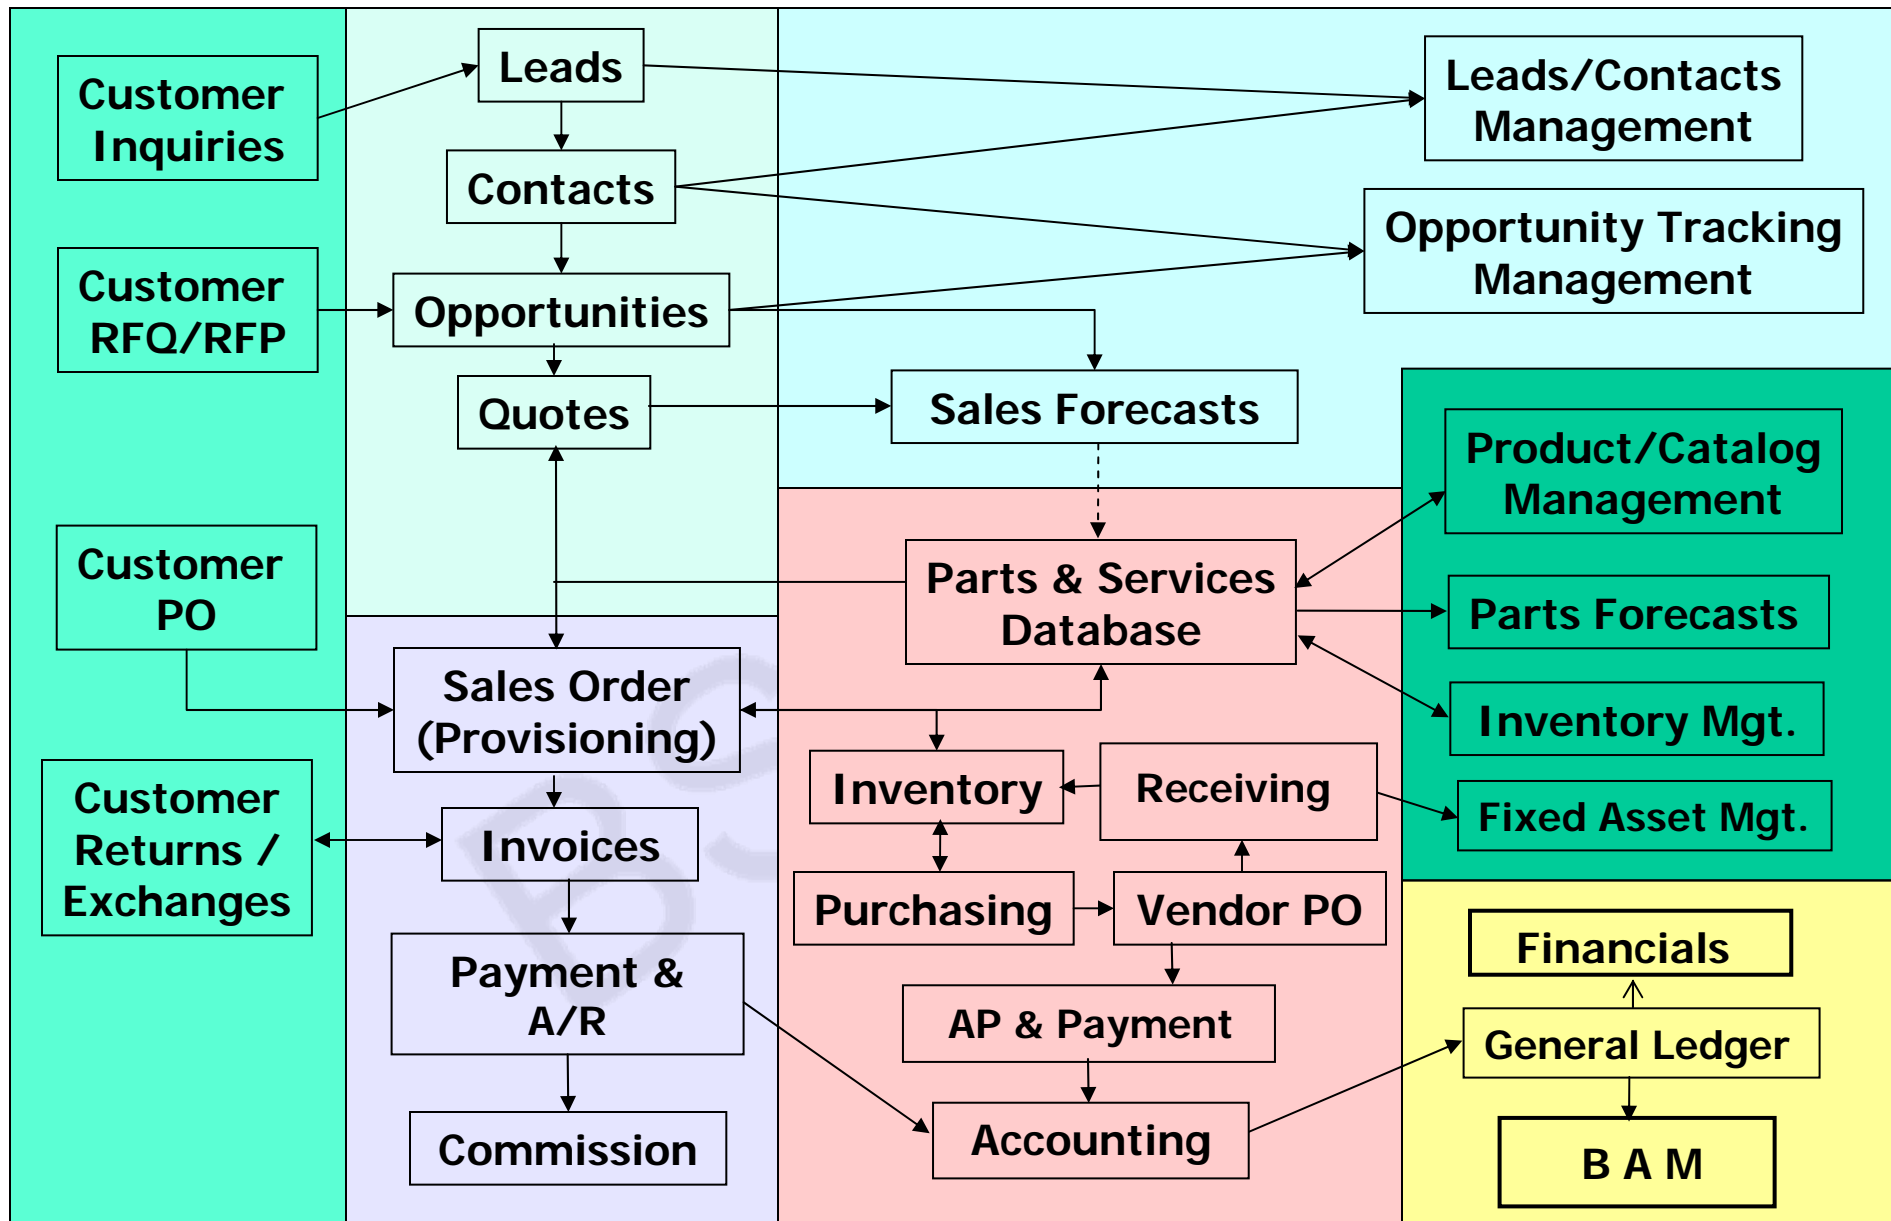 Customer
Inquiries
Customer
RFQ/RFP
Customer
PO
Customer
Returns /
Exchanges
Leads
Contacts
Opportunities
Quotes
Sales Order
(Provisioning)
Invoices
Payment &
A/R
Commission
Leads/Contacts
Management
Opportunity Tracking
Management
Sales Forecasts
Parts & Services
Database
Inventory
Receiving
Purchasing
Vendor PO
AP & Payment
Accounting
Product/Catalog
Management
Parts Forecasts
Inventory Mgt.
Fixed Asset Mgt.
Financials
General Ledger
B A M
BS